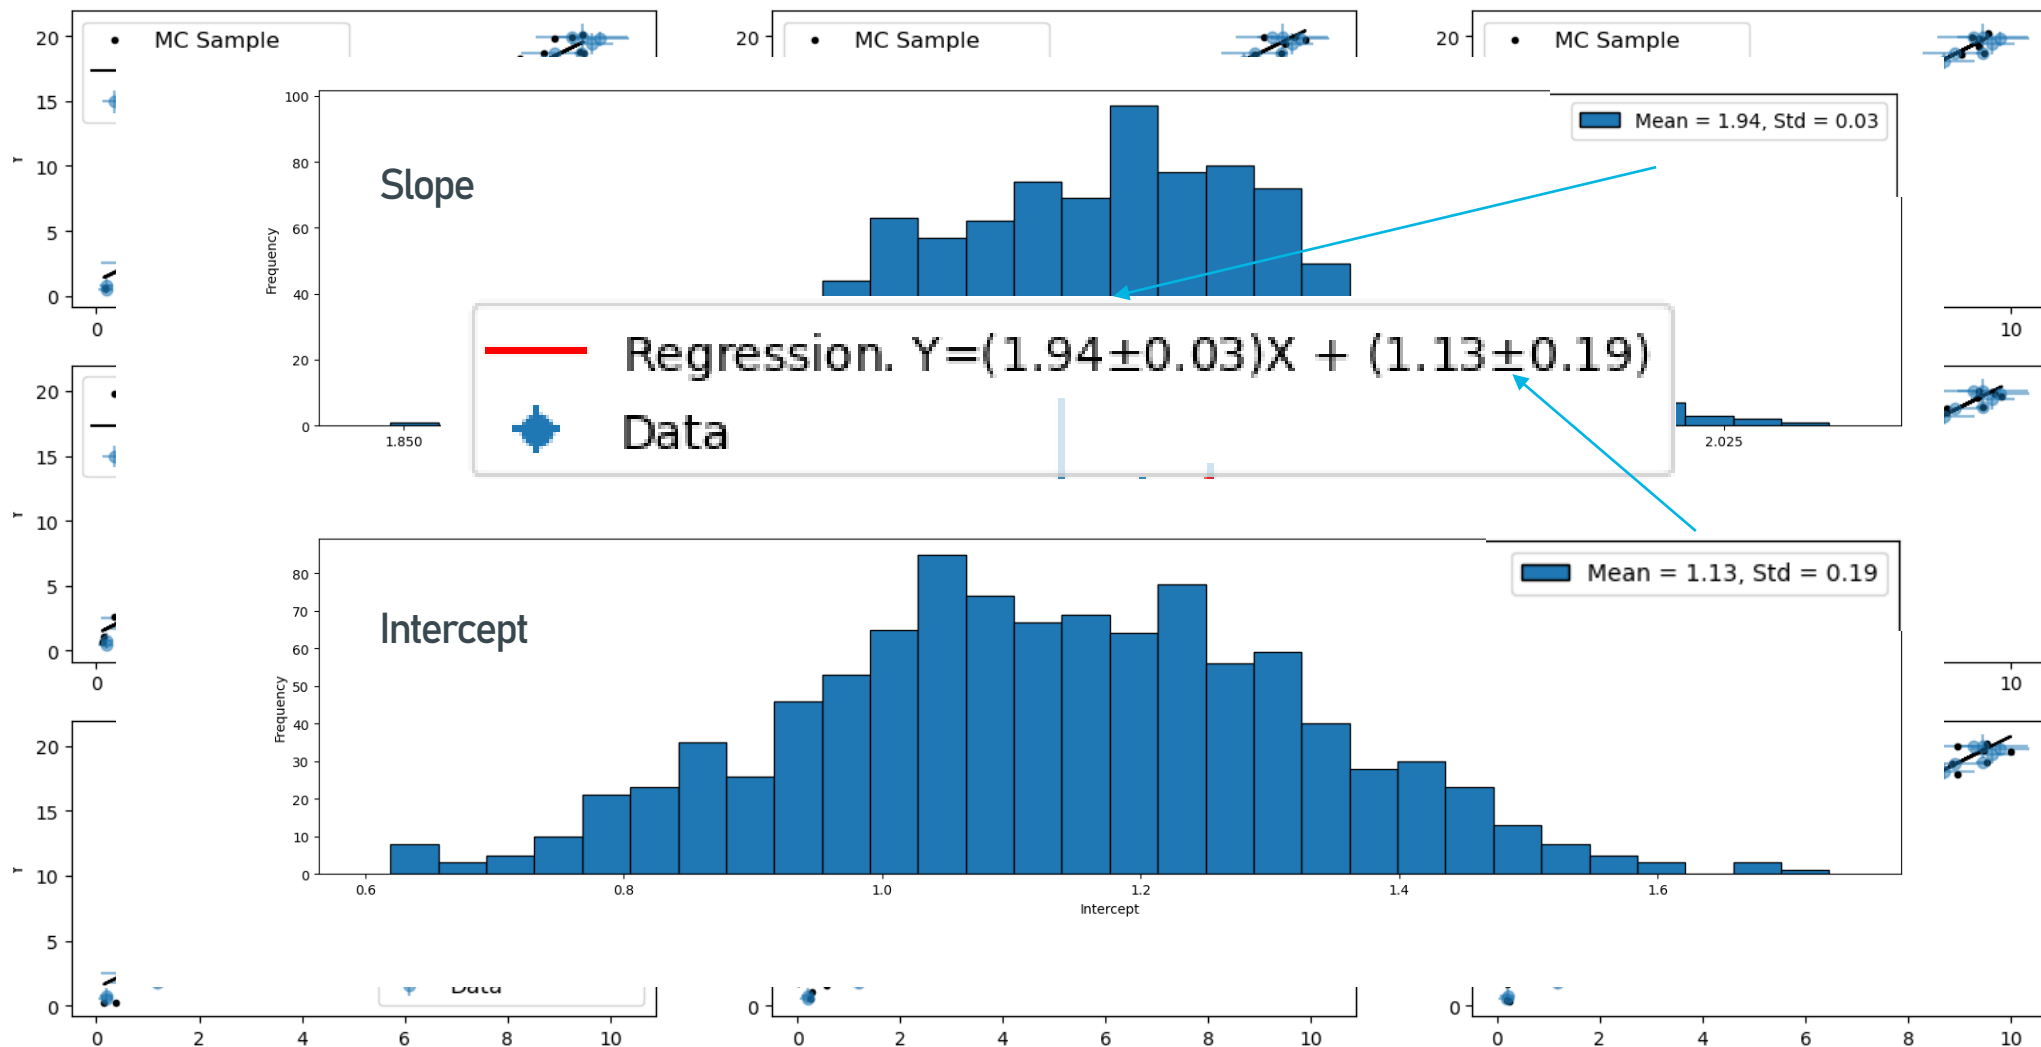 20
MC Sample
20
MC Sample
20
MC Sample
15
Y
10
5
0
0
10
100
80
60
40
20
0
Frequency
Slope
Mean = 1.94, Std = 0.03
1.850
2.025
Regression. Y=(1.94±0.03)X + (1.13±0.19)
Data
20
15
Y
10
5
0
0
10
80
70
60
50
40
30
20
10
0
Frequency
Intercept
Mean = 1.13, Std = 0.19
0.6 0.8 1.0 1.2 1.4 1.6
Intercept
20
15
Y
10
5
0
Data
0
0
0 2 4 6 8 10
0 2 4 6 8 10
0 2 4 6 8 10